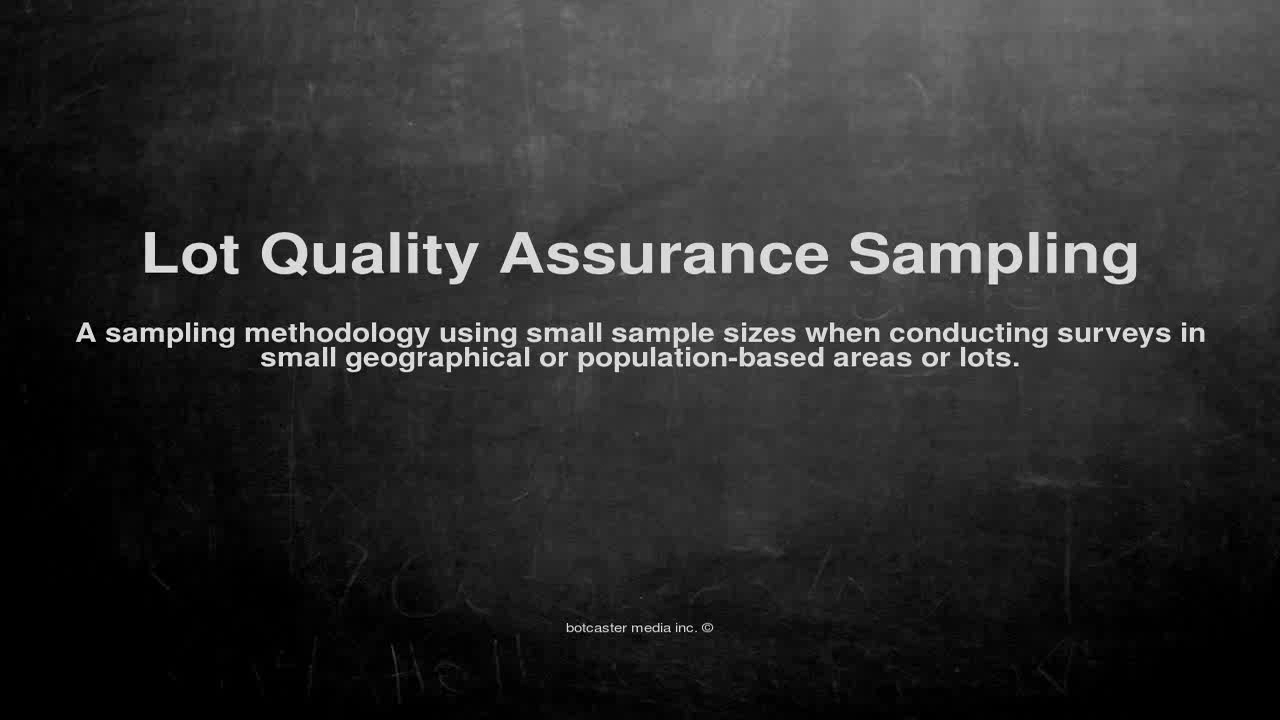 Lot Quality Assurance Sampling
A sampling methodology using small sample sizes when conducting surveys in
small geographical or population-based areas or lots.
botcaster media inc. ©